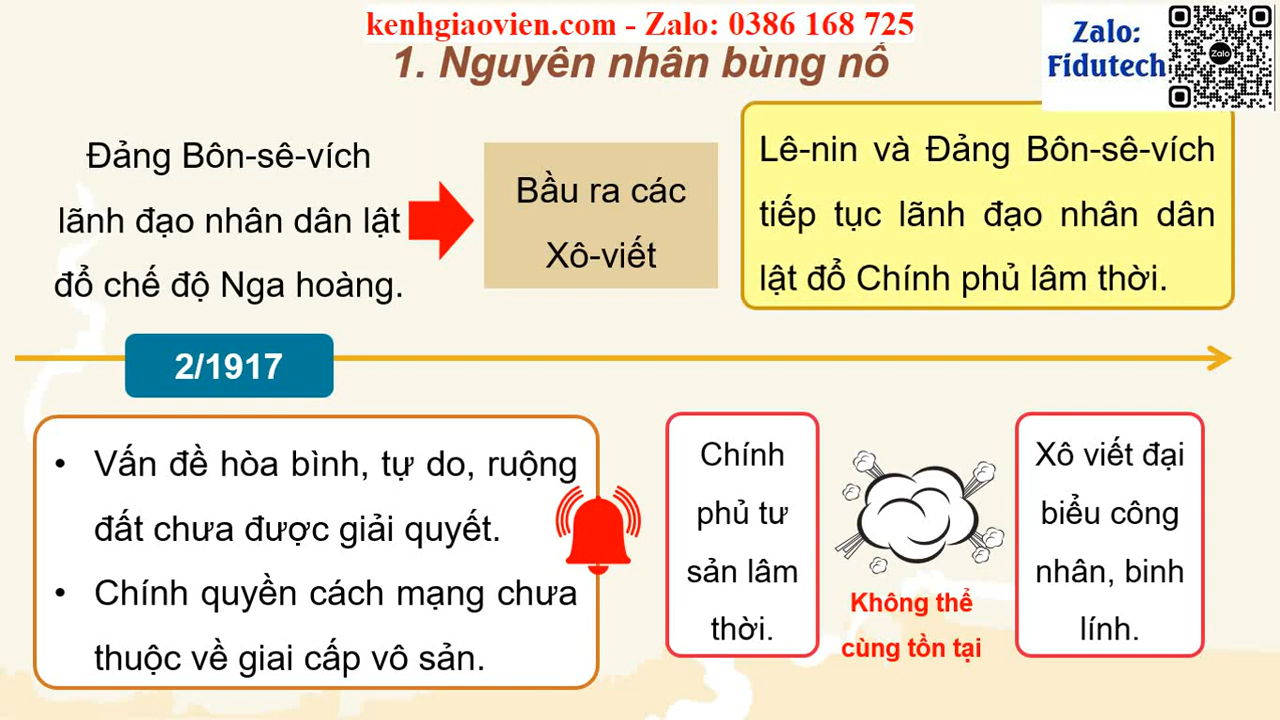 kenhgiaovien.com - Zalo: 0386 168 725
Zalo:
Fidutech
Zalo
1. Nguyên nhân bùng nổ
Đảng Bôn-sê-vích
lãnh đạo nhân dân lật
đổ chế độ Nga hoàng.
Bầu ra các
Xô-viết
Lê-nin và Đảng Bôn-sê-vích
tiếp tục lãnh đạo nhân dân
lật đổ Chính phủ lâm thời.
2/1917
• Vấn đề hòa bình, tự do, ruộng
đất chưa được giải quyết.
• Chính quyền cách mạng chưa
thuộc về giai cấp vô sản.
Chính
phủ tư
sản lâm
thời.
Không thể
cùng tồn tại
Xô viết đại
biểu công
nhân, binh
lính.